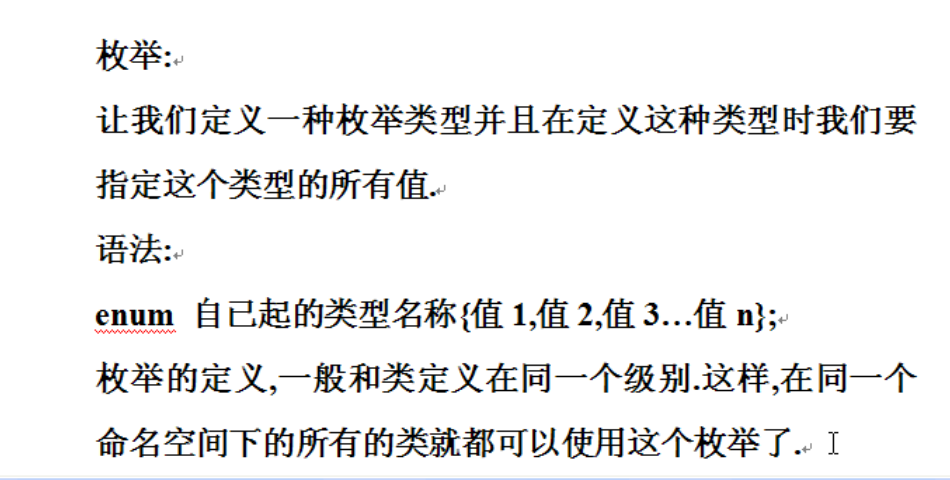 枚举:
让我们定义一种枚举类型并且在定义这种类型时我们要
指定这个类型的所有值.
语法:
enum 自已起的类型名称{值 1,值 2,值 3…值 n};
枚举的定义,一般和类定义在同一个级别.这样,在同一个
命名空间下的所有的类就都可以使用这个枚举了.